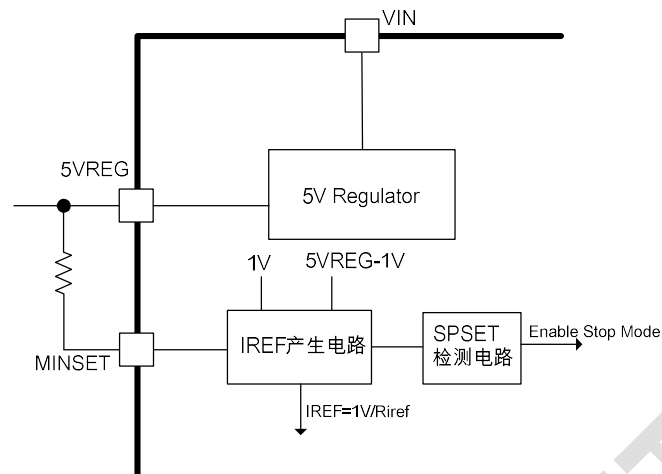 VIN
5VREG
5V Regulator
1V
5VREG-1V
MINSET
IREF产生电路
SPSET
检测电路
Enable Stop Mode
IREF=1V/Riref